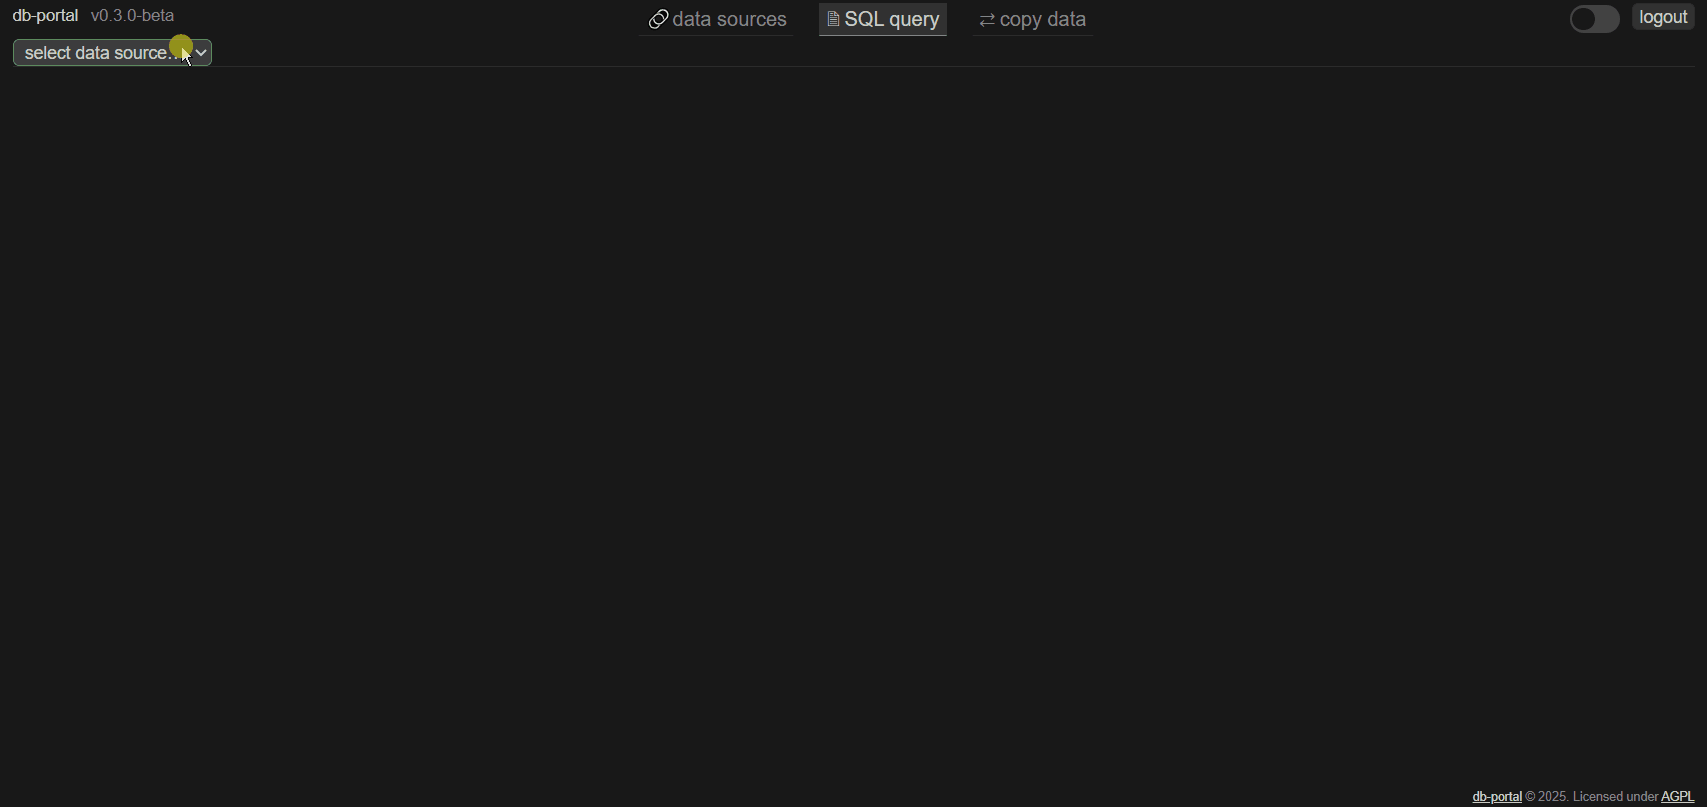 db-portal v0.3.0-beta
data sources
SQL query
copy data
logout
select data source...
db-portal © 2025. Licensed under AGPL